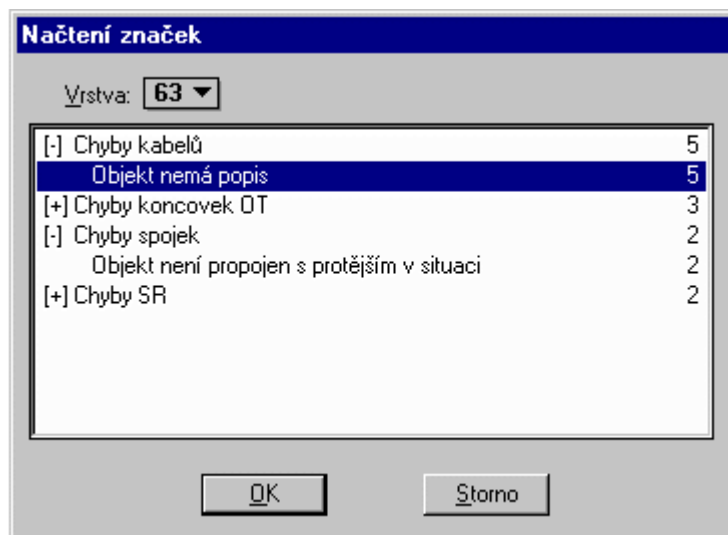 Načtení značek
Vrstva: 63
[-] Chyby kabelů 5
Objekt nemá popis 5
[+] Chyby koncovek OT 3
[-] Chyby spojek 2
Objekt není propojen s protějším v situaci 2
[+] Chyby SR 2
OK Storno